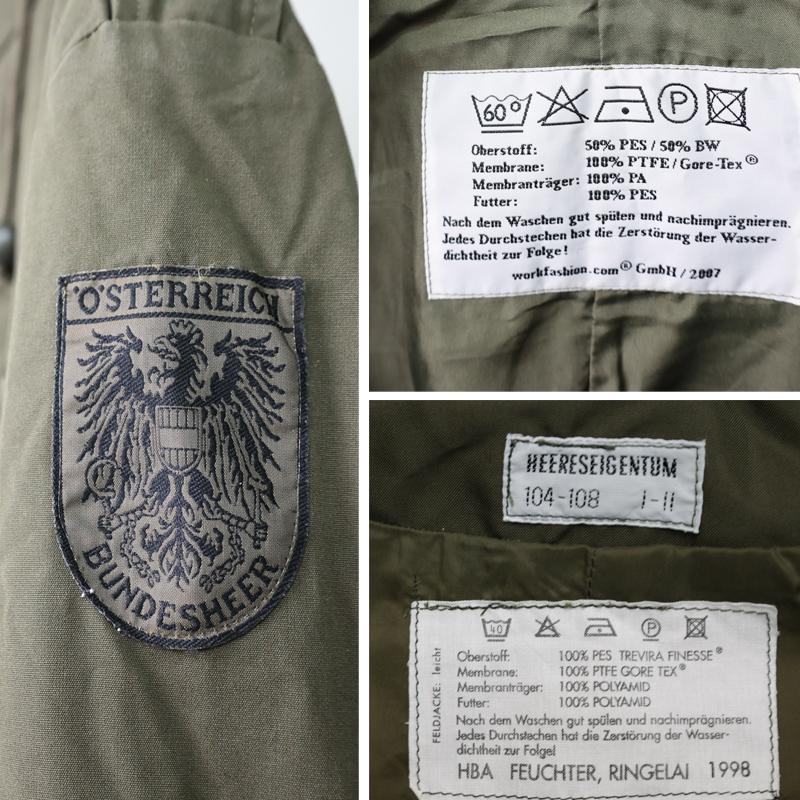 ÖSTERREICH
BUNDESHEER
60°
P
Oberstoff: 50% PES / 50% BW
Membrane: 100% PTFE / Gore-Tex®
Membranträger: 100% PA
Futter: 100% PES
Nach dem Waschen gut spülen und nachimprägnieren.
Jedes Durchstechen hat die Zerstörung der Wasser-
dichtheit zur Folge!
workfashion.com® GmbH / 2007
HEERESEIGENTUM
104-108 I-II
40
P
FELDJACKE: leicht
Oberstoff: 100% PES TREVIRA FINESSE®
Membrane: 100% PTFE GORE TEX®
Membranträger: 100% POLYAMID
Futter: 100% POLYAMID
Nach dem Waschen gut spülen und nachimprägnieren.
Jedes Durchstechen hat die Zerstörung der Wasser-
dichtheit zur Folge!
HBA FEUCHTER, RINGELAI 1998